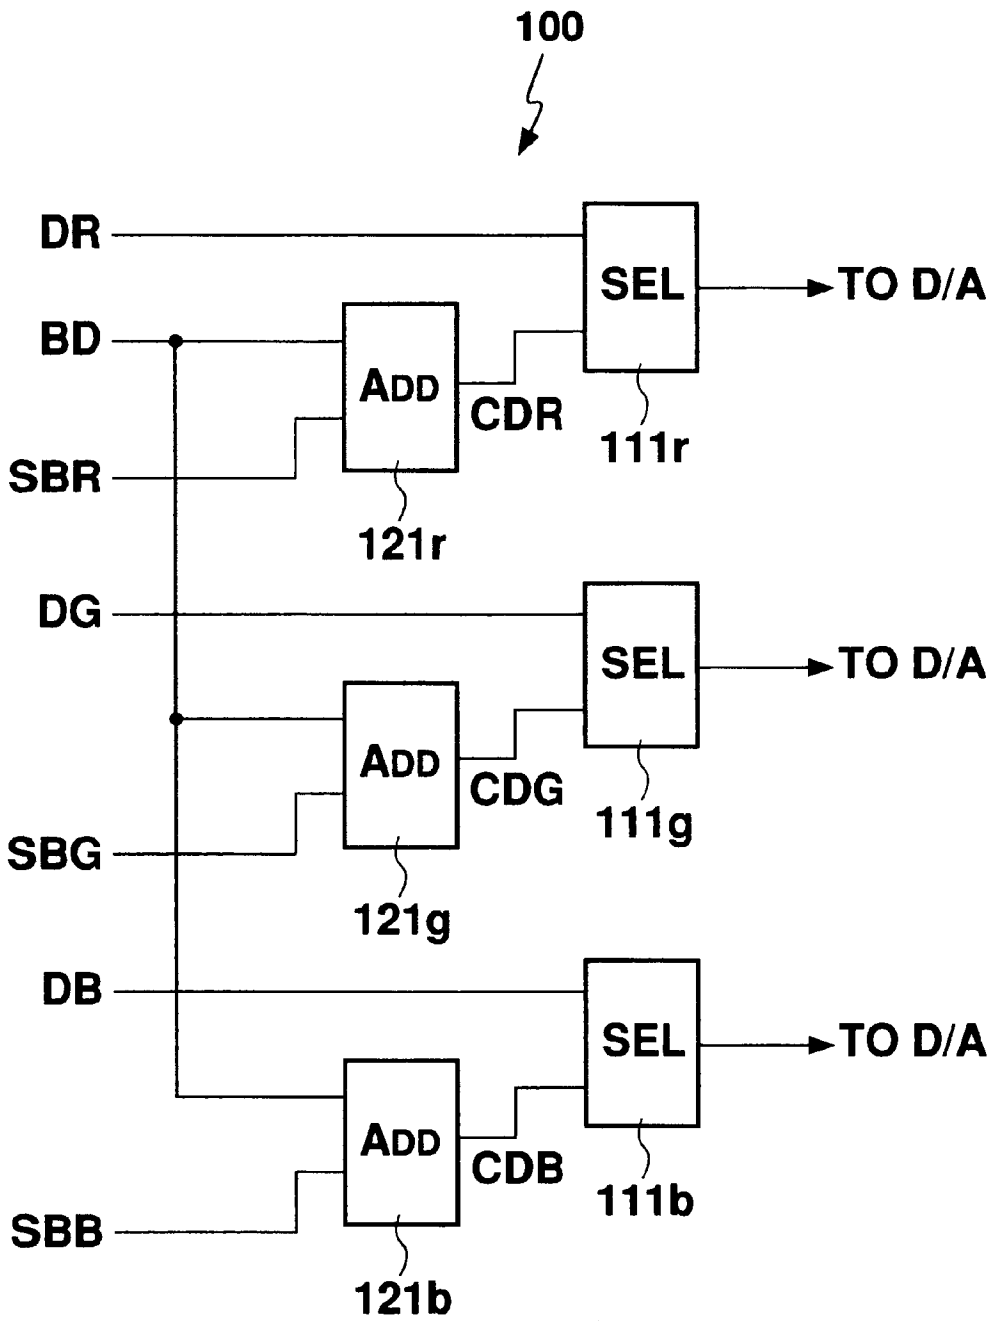 100
DR
SEL
TO D/A
BD
ADD
CDR
111r
SBR
121r
DG
SEL
TO D/A
ADD
CDG
111g
SBG
121g
DB
SEL
TO D/A
ADD
CDB
111b
SBB
121b